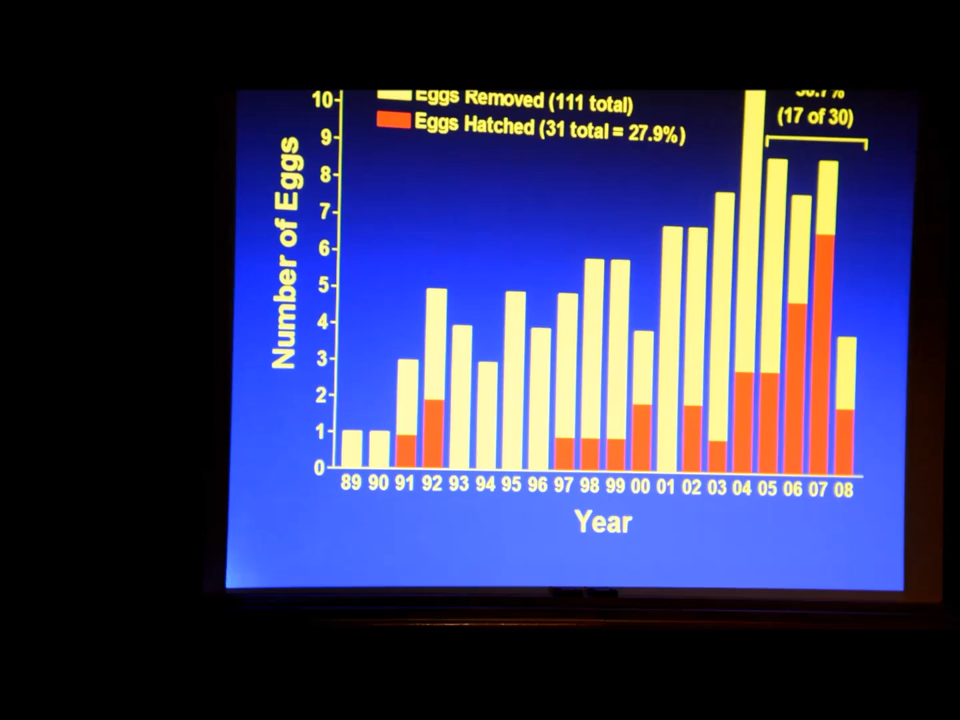 Eggs Removed (111 total)
Eggs Hatched (31 total = 27.9%)
(17 of 30)
Number of Eggs
10
9
8
7
6
5
4
3
2
1
0
89 90 91 92 93 94 95 96 97 98 99 00 01 02 03 04 05 06 07 08
Year